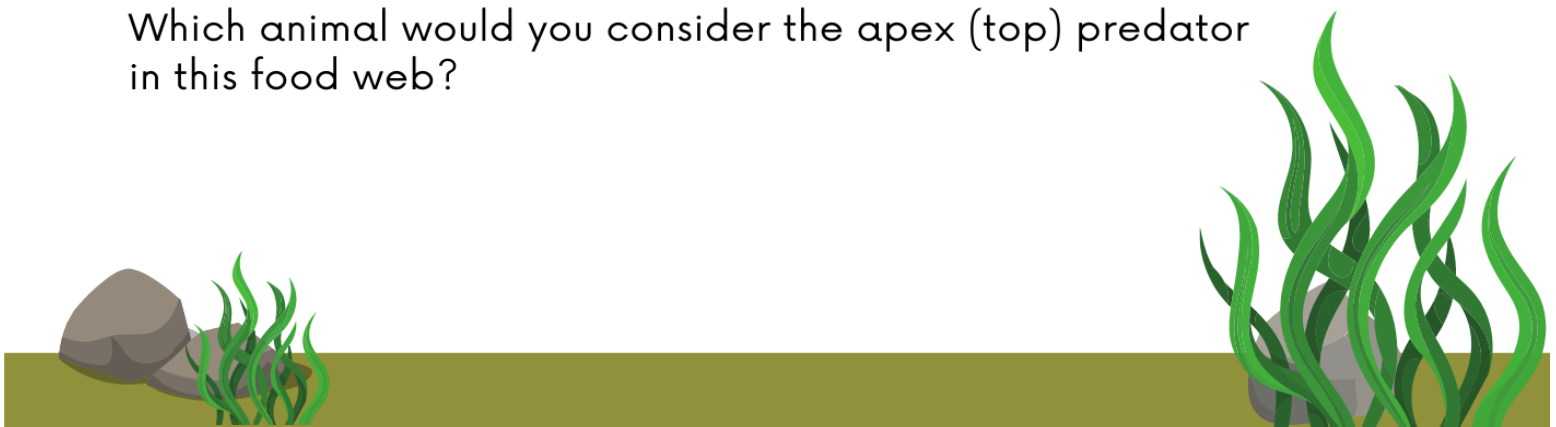 Which animal would you consider the apex (top) predator
in this food web?